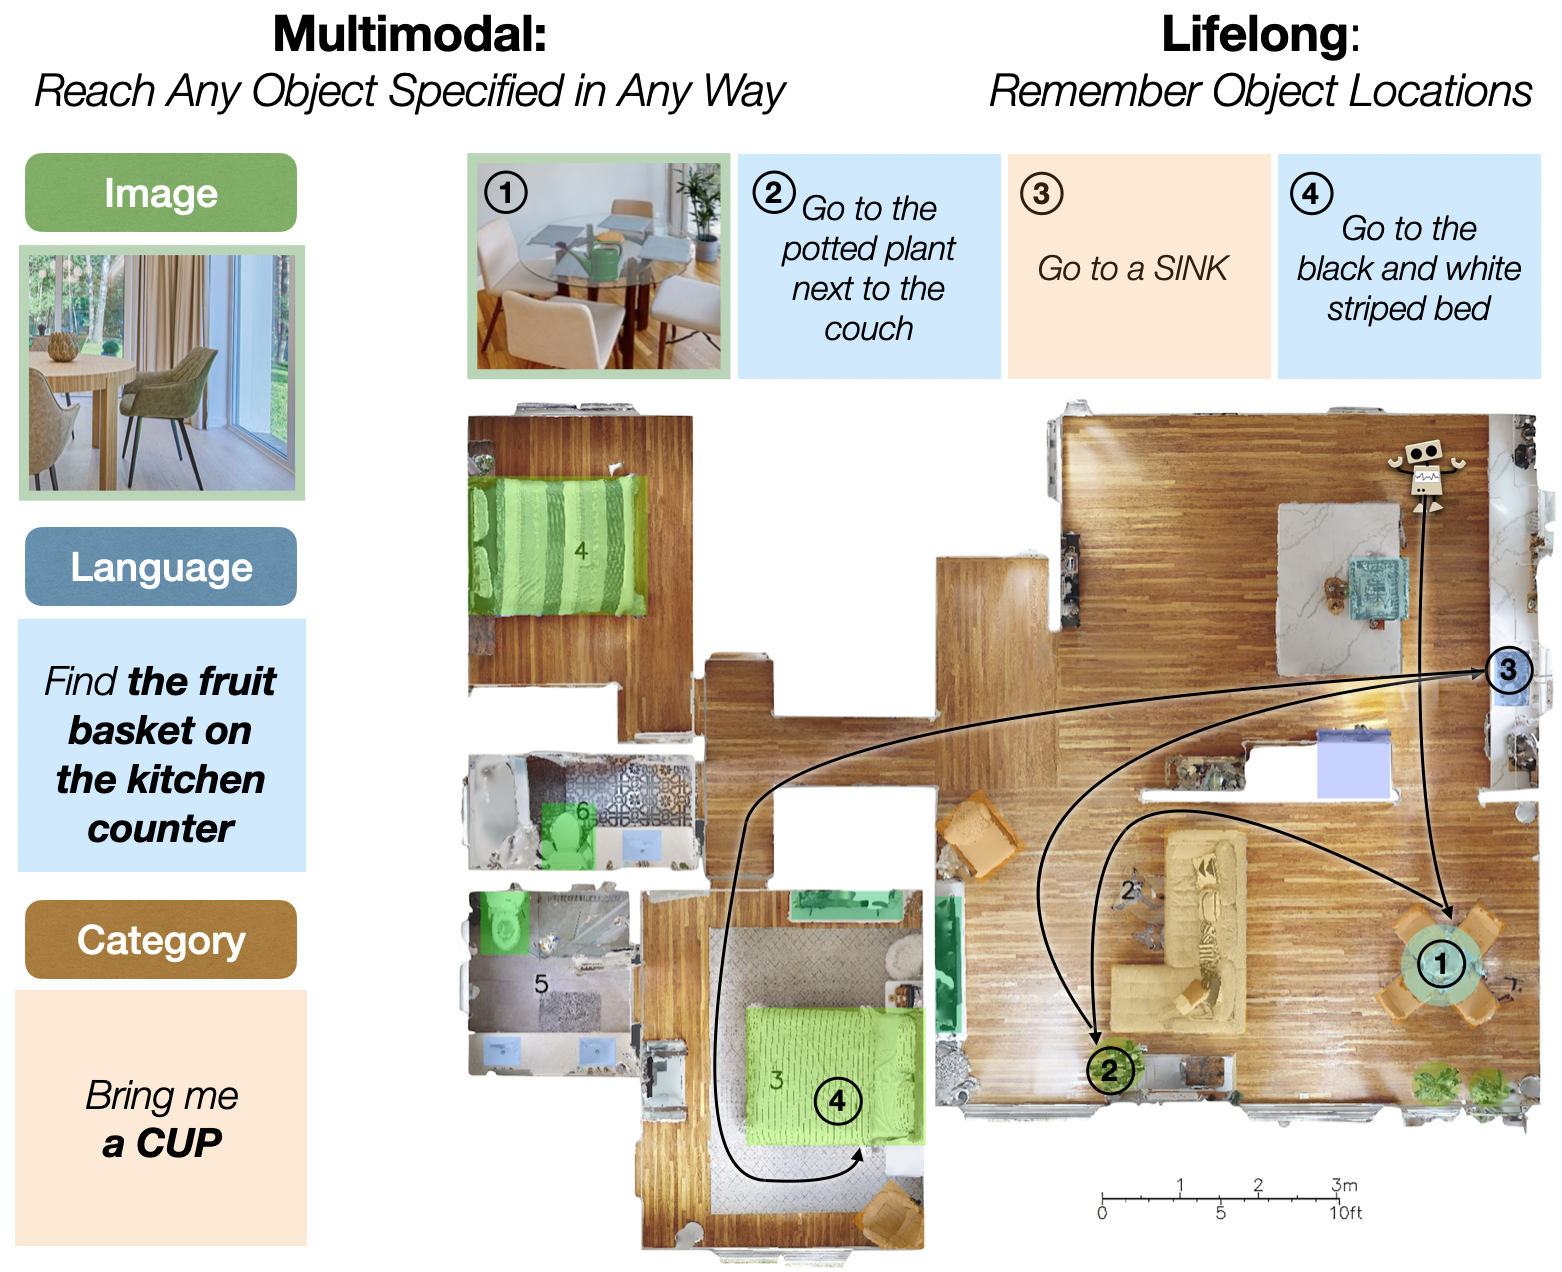 Multimodal:
Reach Any Object Specified in Any Way
Lifelong:
Remember Object Locations
Image
Language
Find the fruit
basket on
the kitchen
counter
Category
Bring me
a CUP
1
2
Go to the
potted plant
next to the
couch
3
Go to a SINK
4
Go to the
black and white
striped bed
4
3
6
2
5
1
3
4
2
1 2 3m
0 5 10ft